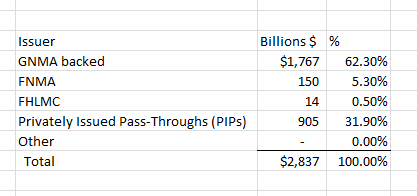 Issuer Billions $ %
GNMA backed $1,767 62.30%
FNMA 150 5.30%
FHLMC 14 0.50%
Privately Issued Pass-Throughs (PIPs) 905 31.90%
Other - 0.00%
Total $2,837 100.00%